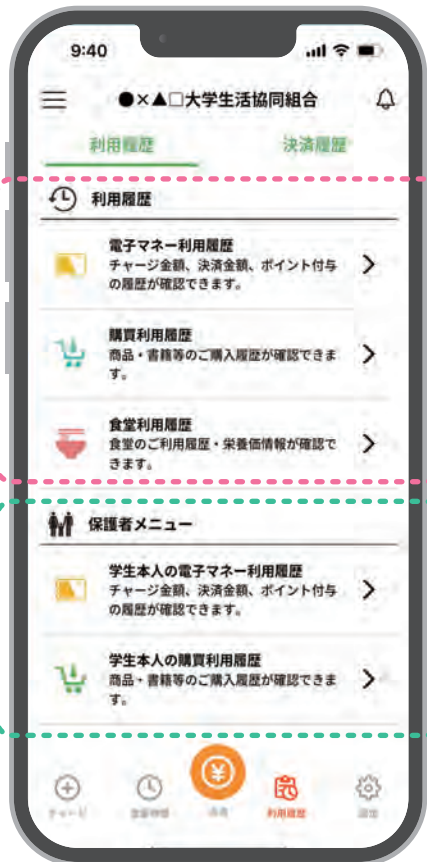 9:40
●×▲□大学生活協同組合
利用履歴
決済履歴
利用履歴
電子マネー利用履歴
チャージ金額、決済金額、ポイント付与
の履歴が確認できます。
購買利用履歴
商品・書籍等のご購入履歴が確認できま
す。
食堂利用履歴
食堂のご利用履歴・栄養価情報が確認で
きます。
保護者メニュー
学生本人の電子マネー利用履歴
チャージ金額、決済金額、ポイント付与
の履歴が確認できます。
学生本人の購買利用履歴
商品・書籍等のご購入履歴が確認できま
す。
チャージ
利用履歴